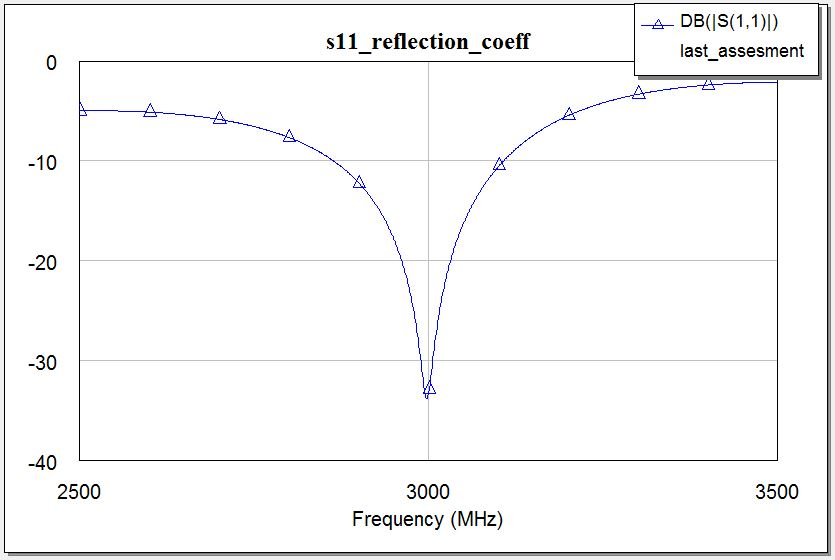 DB(|S(1,1)|)
last_assesment
s11_reflection_coeff
0
-10
-20
-30
-40
2500
3000
3500
Frequency (MHz)